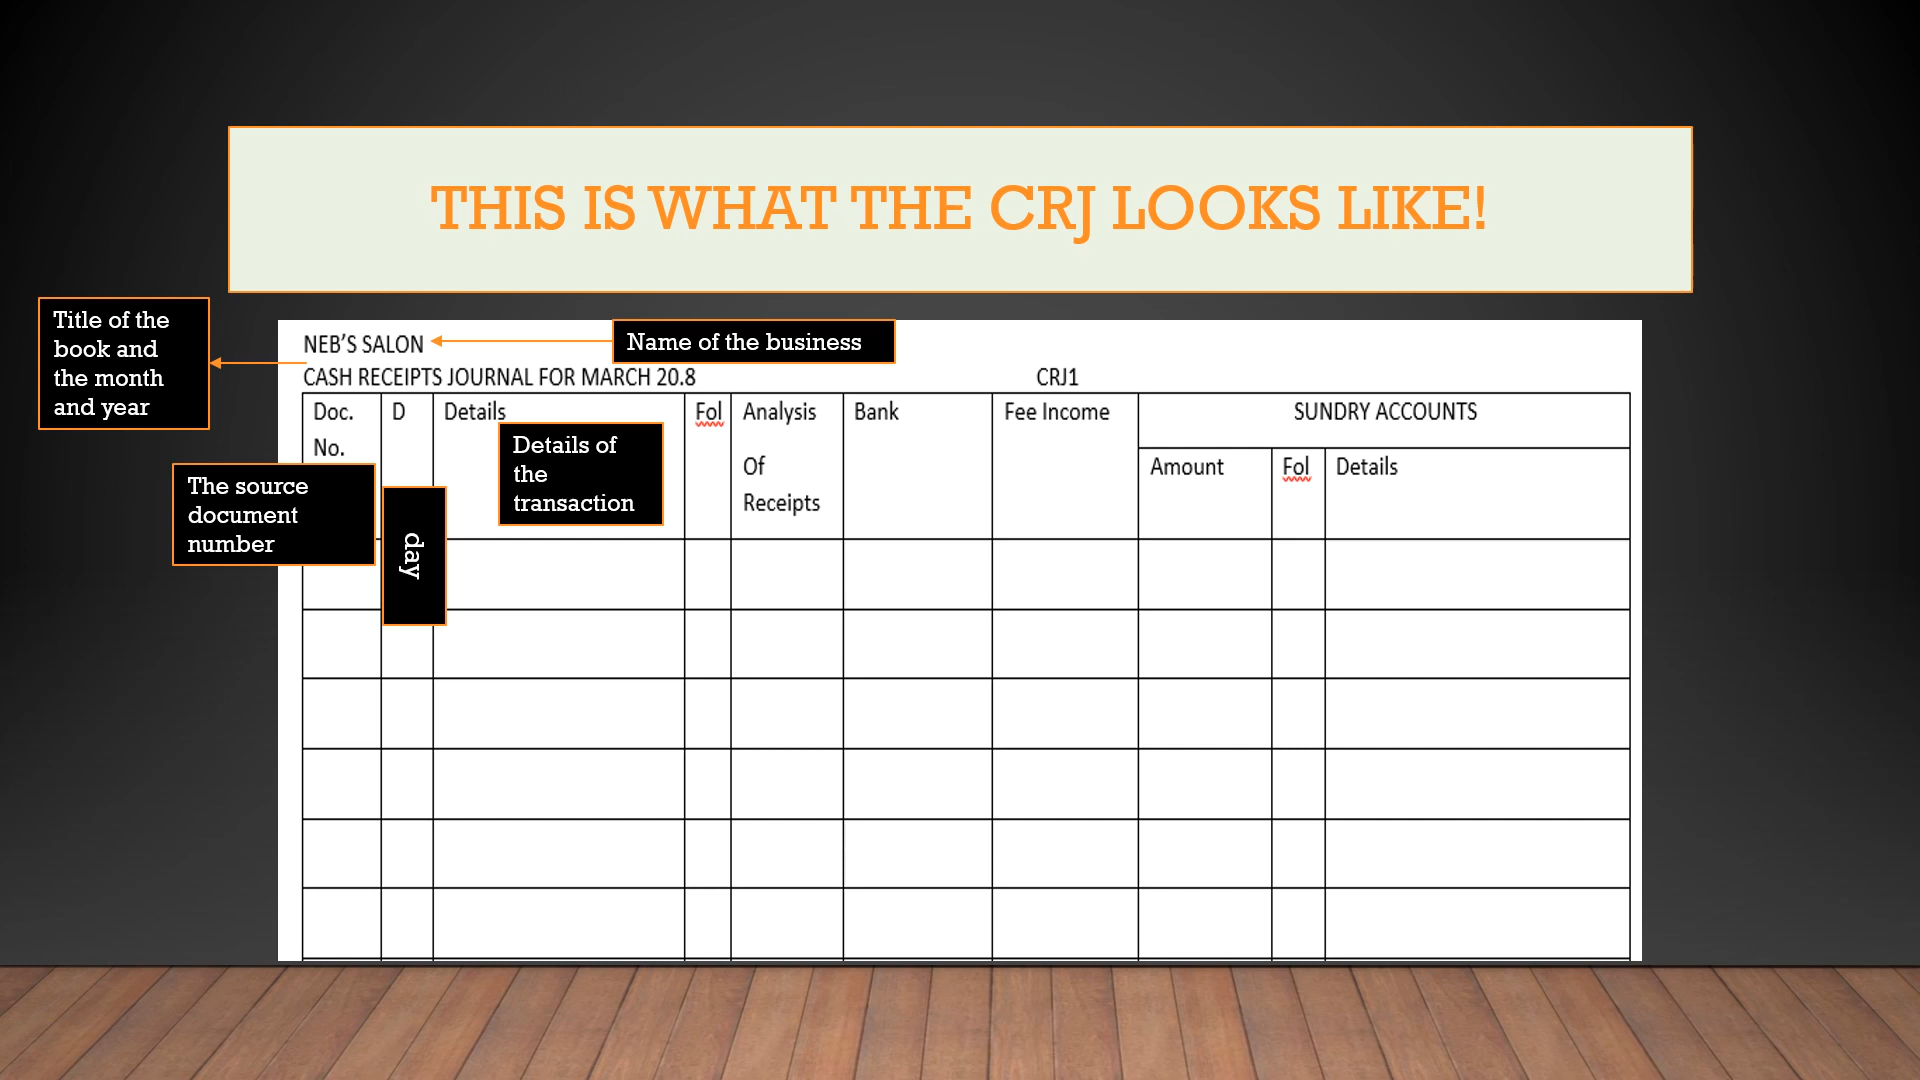 THIS IS WHAT THE CRJ LOOKS LIKE!
Title of the
book and
the month
and year
NEB’S SALON
Name of the business
CASH RECEIPTS JOURNAL FOR MARCH 20.8 CRJ1
Doc.
No.
D
Details
Fol
Analysis
Of
Receipts
Bank
Fee Income
SUNDRY ACCOUNTS
Amount
Fol
Details
The source
document
number
day
Details of
the
transaction